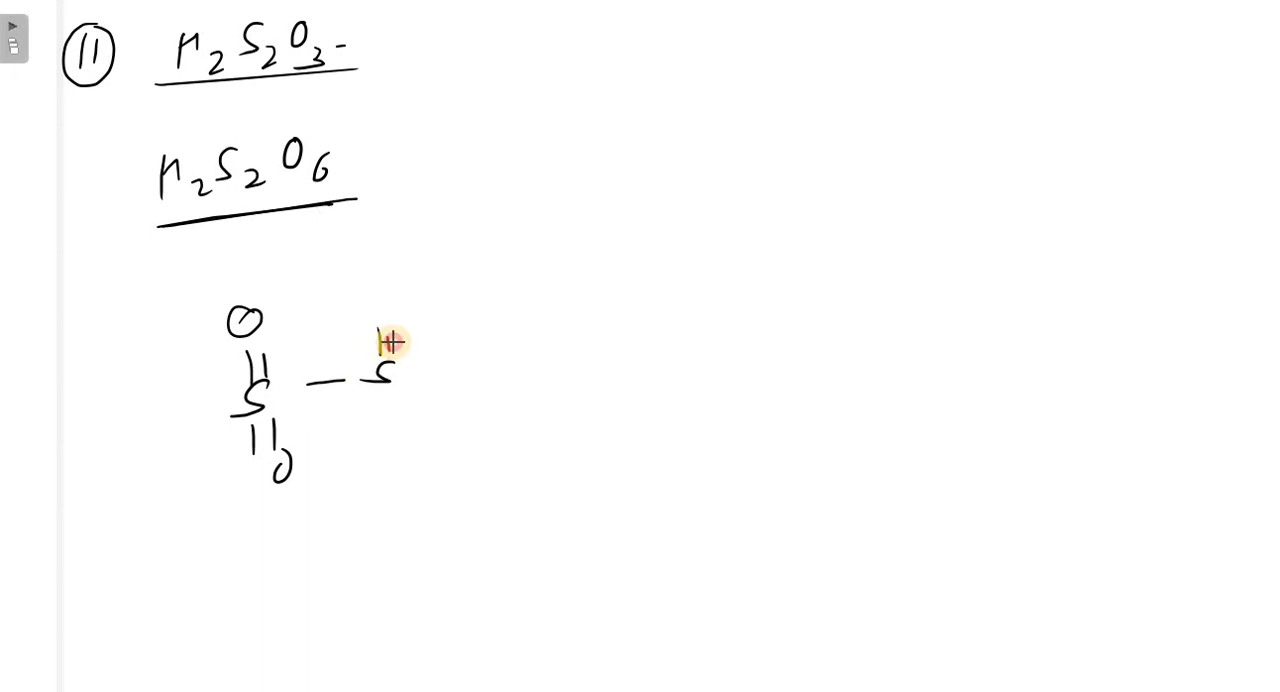 11 H2S2O3-
H2S2O6
O
||
S — S
||
O